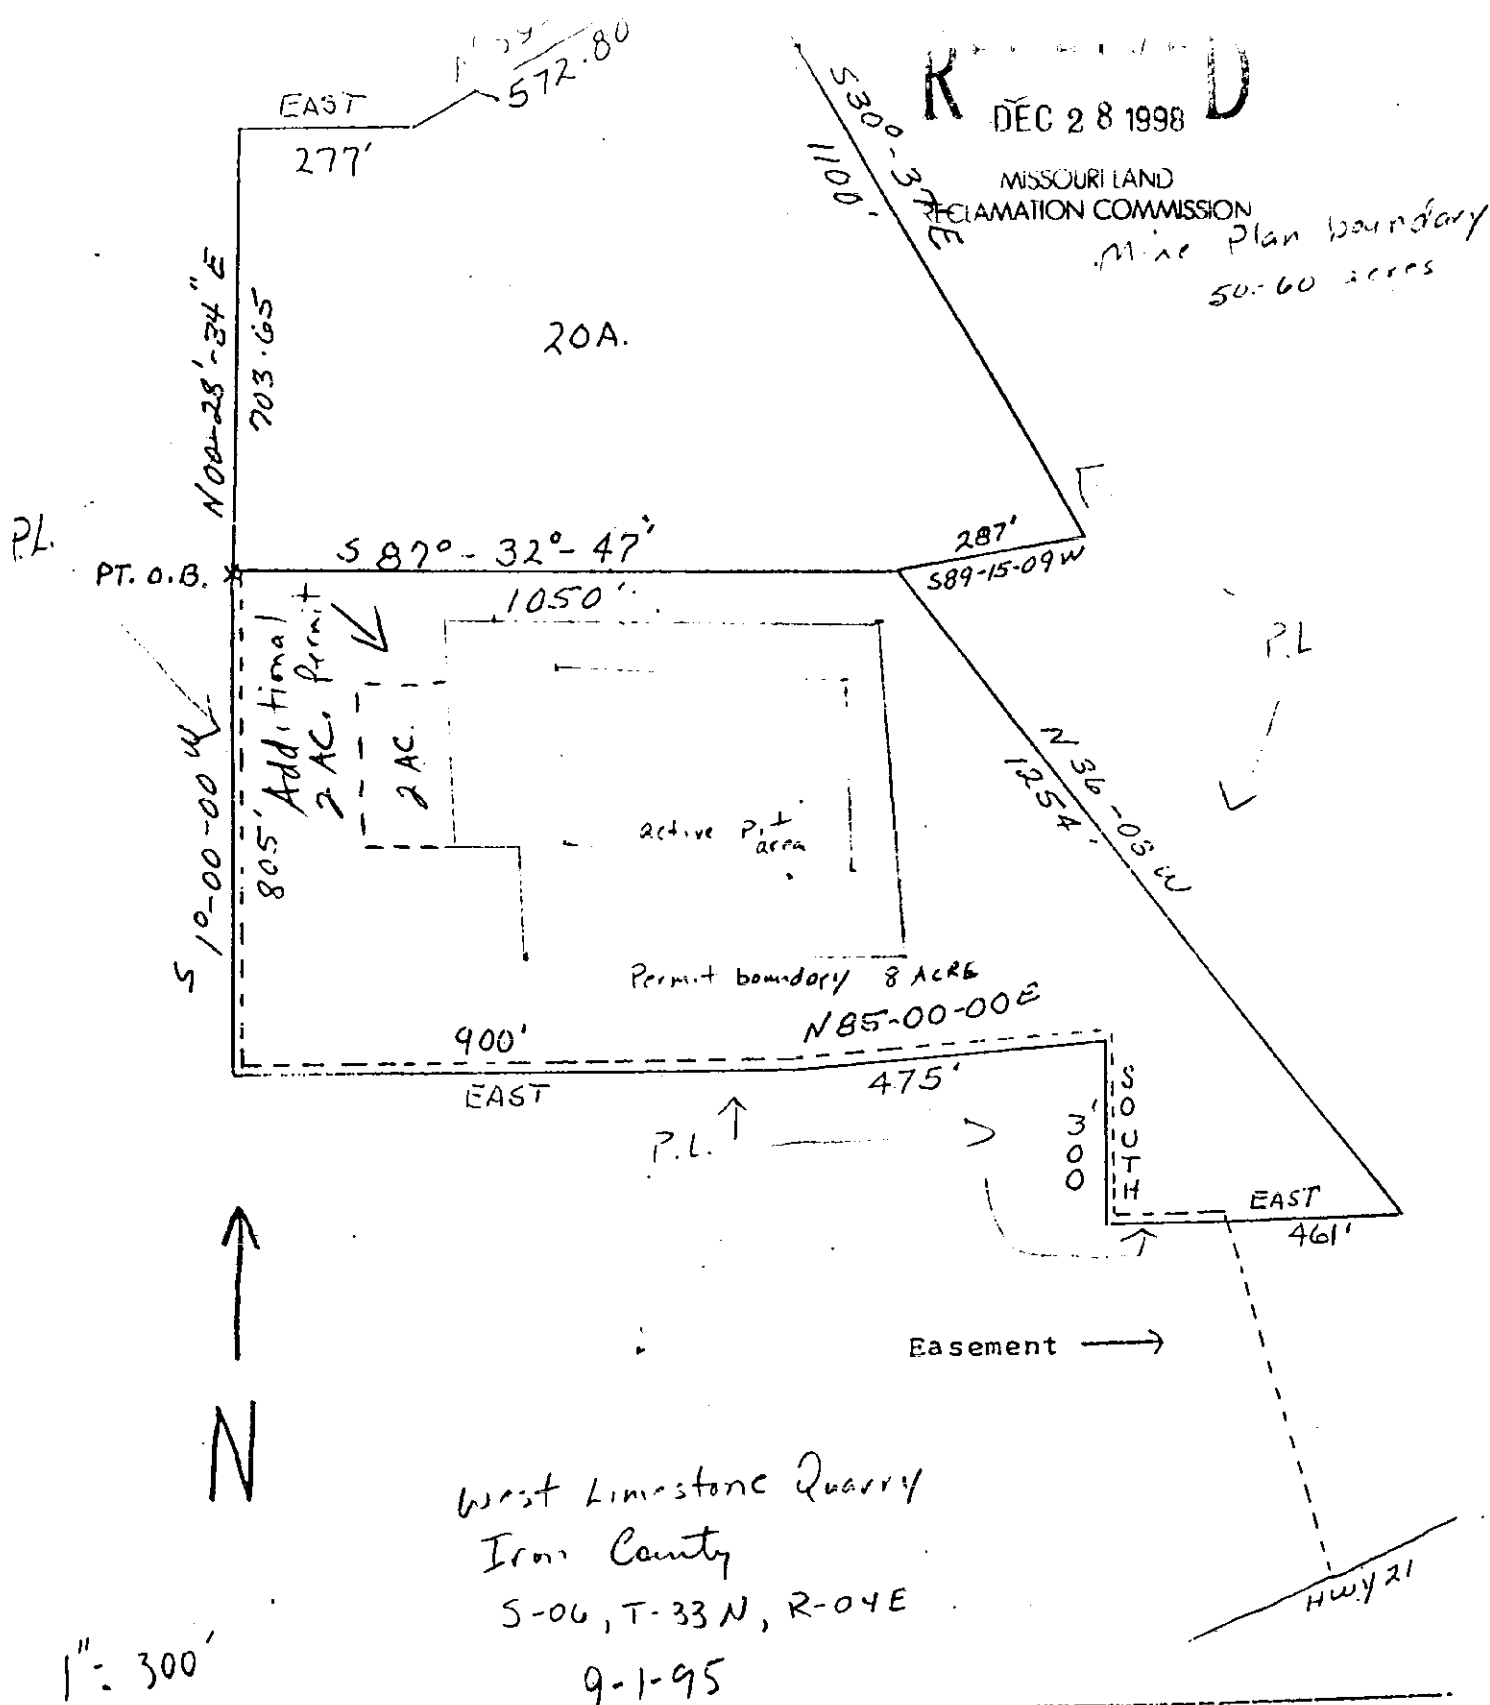 572.80
EAST
277'
S30°-37E
1100'
R D
DEC 28 1998
MISSOURI LAND
RECLAMATION COMMISSION
Mine Plan boundary
50-60 acres
N00-28'-34" E
703.65
20A.
P.L.
PT. O.B.
S 87°-32°-47'
1050'
287'
S89-15-09W
P.L
Additional
2 AC. Permit
2 AC.
S 1°-00-00 W
805'
active Pit
area
N 36-03 W
1254'
Permit boundary 8 ACRE
900'
EAST
N85-00-00E
475'
P.L.
300'
SOUTH
EAST
461'
Easement
N
West Limestone Quarry
Iron County
S-06, T-33N, R-04E
9-1-95
HWY 21
1" = 300'